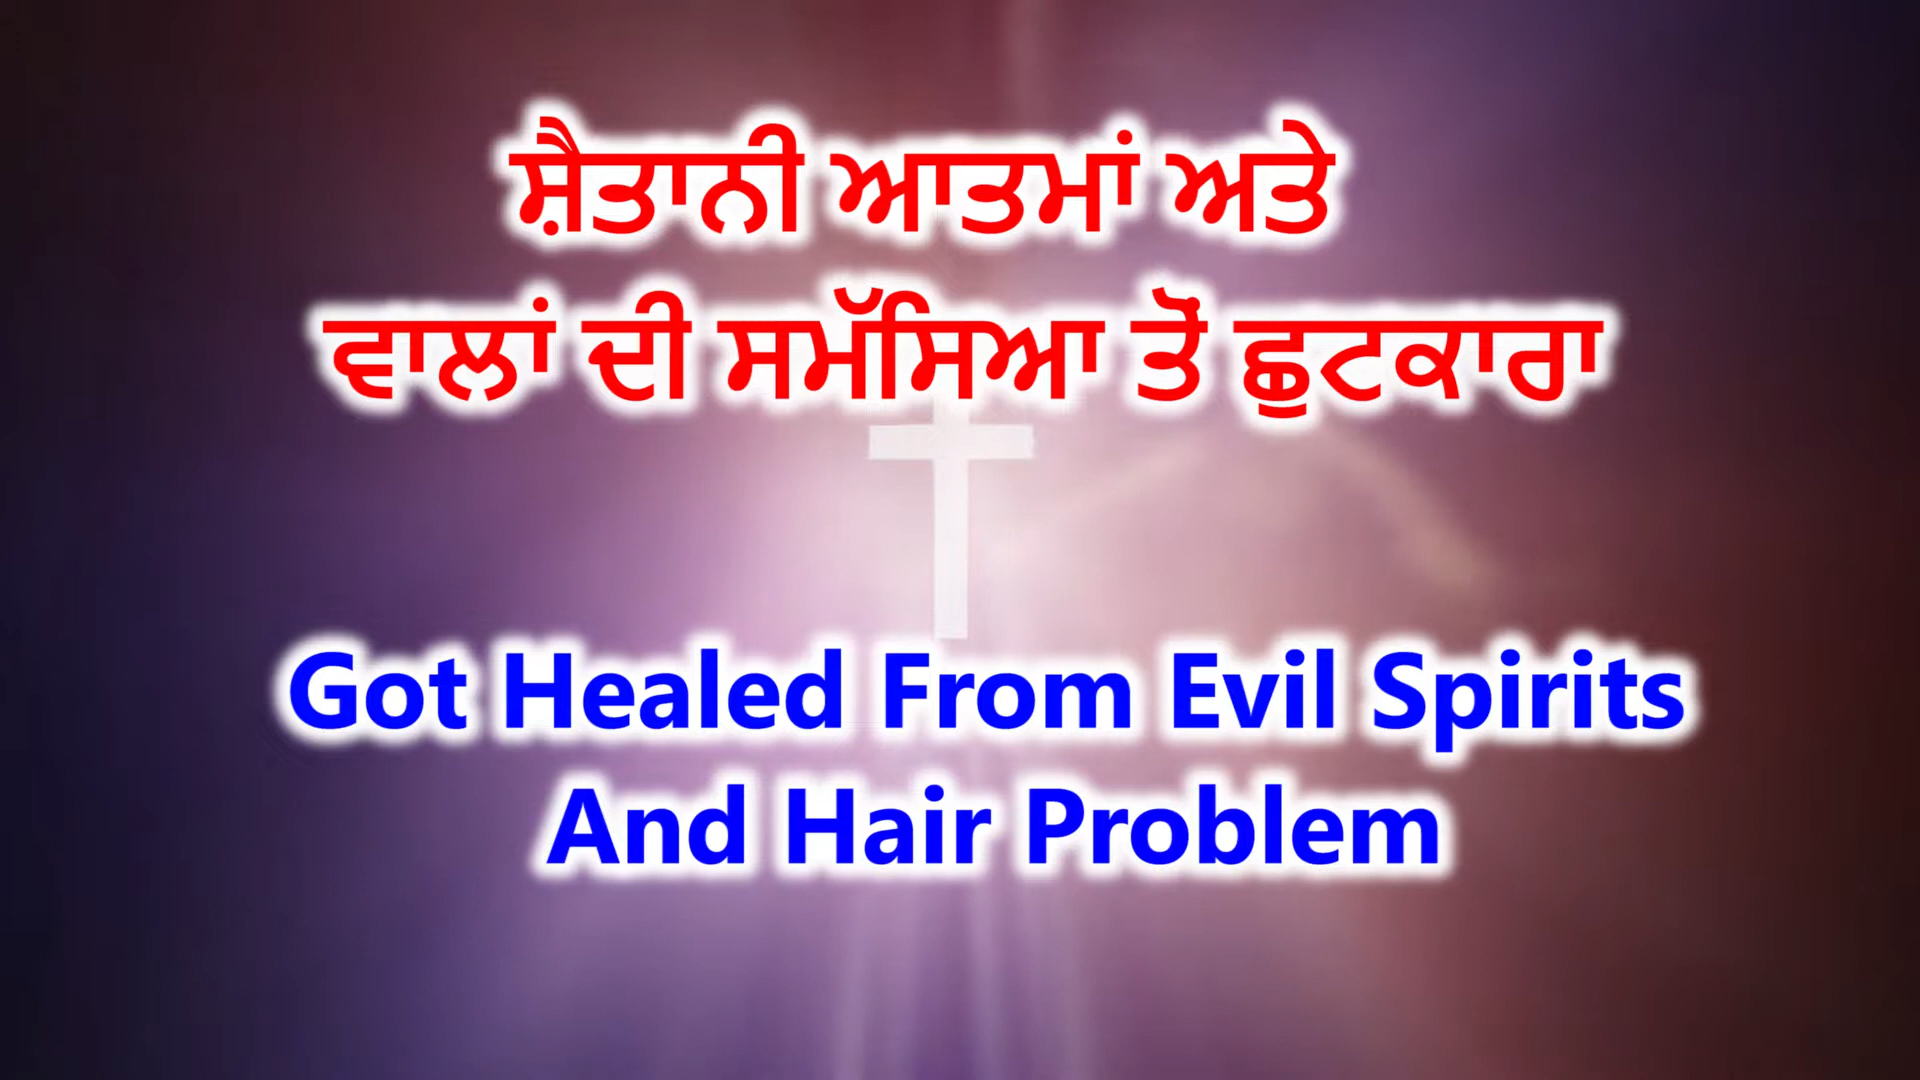 ਸ਼ੈਤਾਨੀ ਆਤਮਾਂ ਅਤੇ
ਵਾਲਾਂ ਦੀ ਸਮੱਸਿਆ ਤੋਂ ਛੁਟਕਾਰਾ
Got Healed From Evil Spirits
And Hair Problem